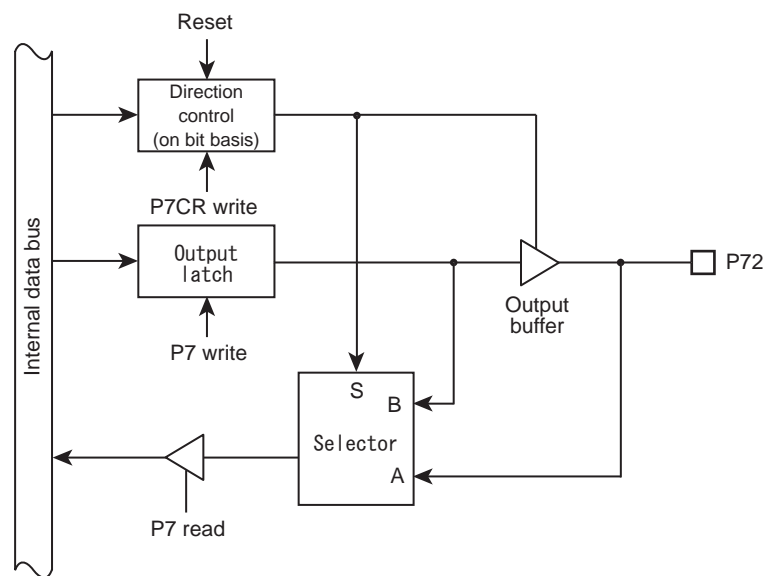 Reset
Direction
control
(on bit basis)
P7CR write
Output
latch
P7 write
Internal data bus
P72
Output
buffer
S
B
Selector
A
P7 read